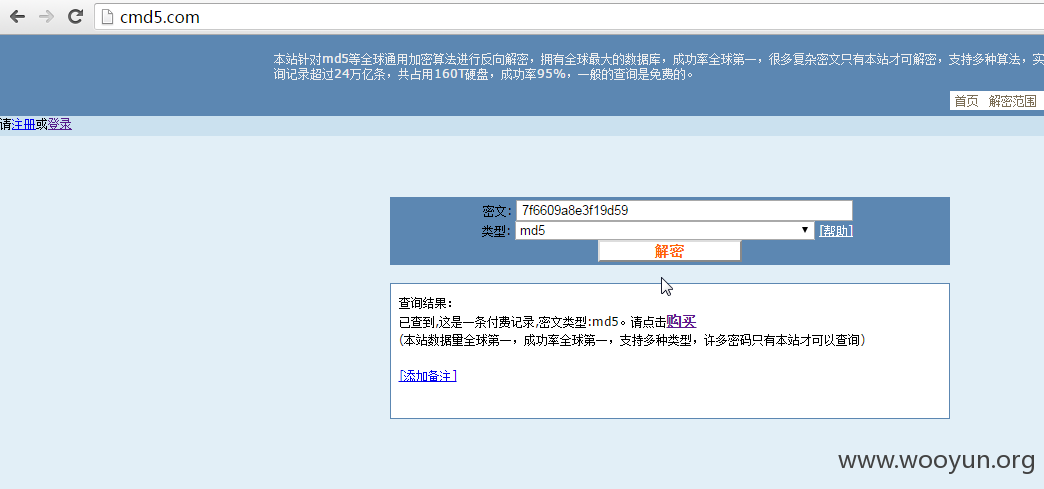 cmd5.com
本站针对md5等全球通用加密算法进行反向解密，拥有全球最大的数据库，成功率全球第一，很多复杂密文只有本站才可解密，支持多种算法，实
询记录超过24万亿条，共占用160T硬盘，成功率95%，一般的查询是免费的。
首页 解密范围
请注册或登录
密文: 7f6609a8e3f19d59
类型: md5 [帮助]
解密
查询结果：
已查到,这是一条付费记录,密文类型:md5。请点击购买
(本站数据量全球第一，成功率全球第一，支持多种类型，许多密码只有本站才可以查询)
[添加备注]
www.wooyun.org